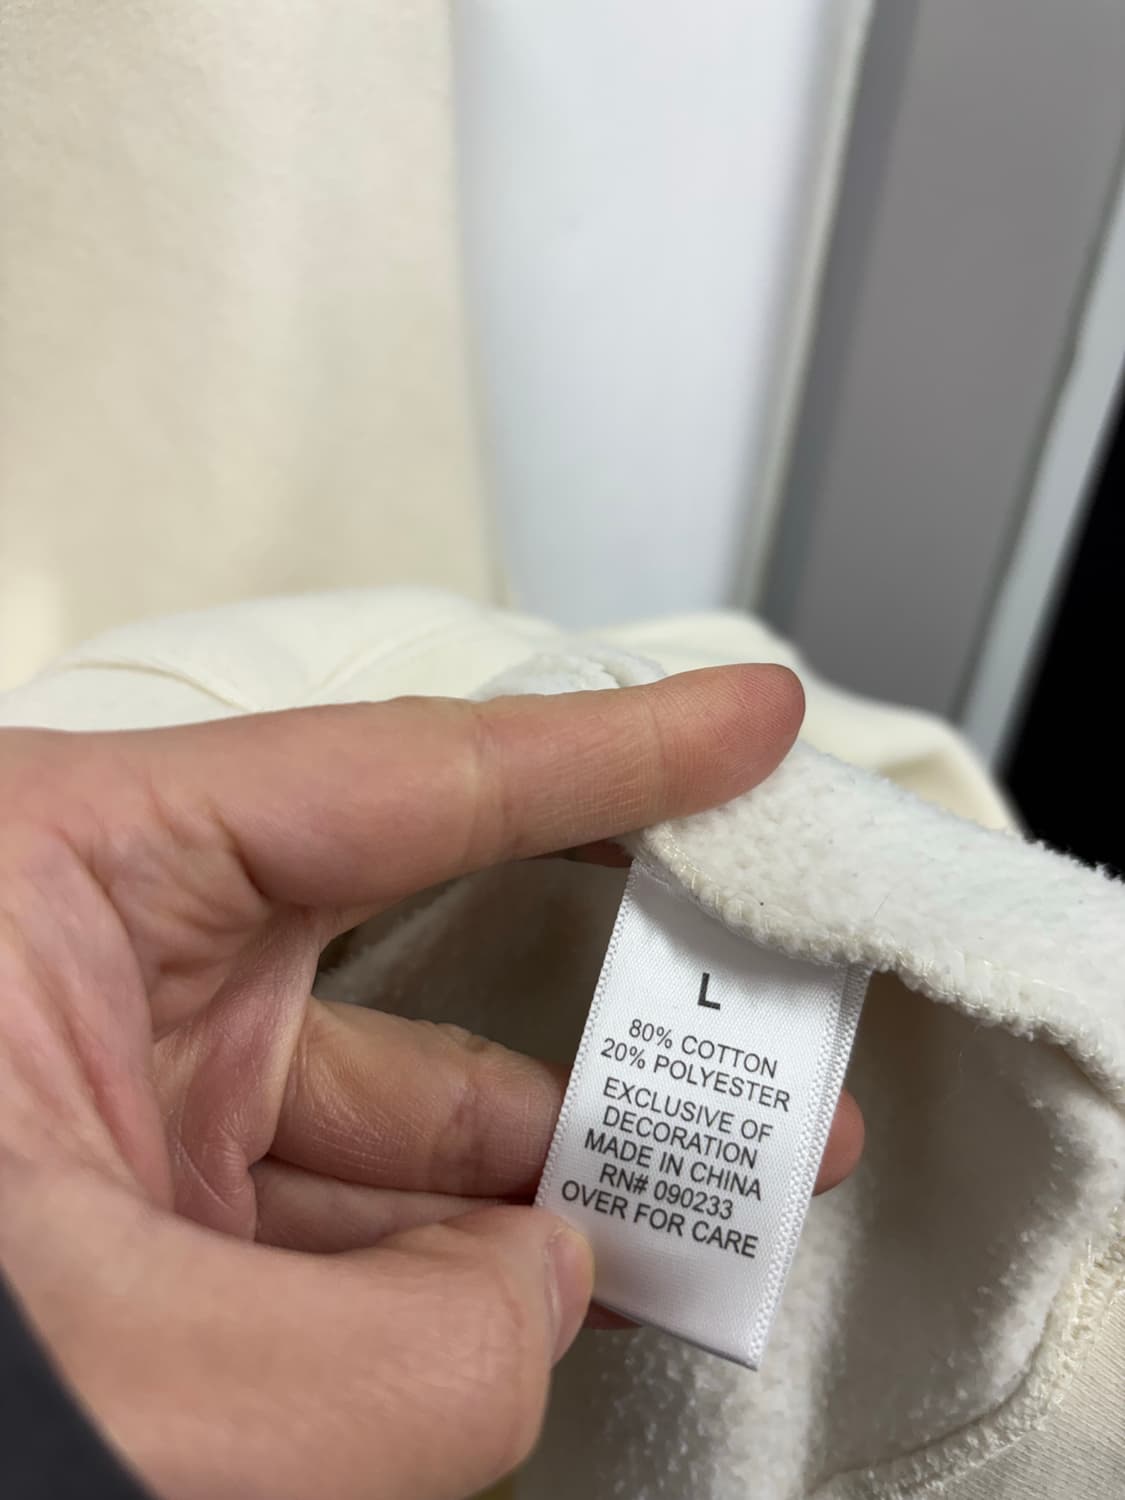 L
80% COTTON
20% POLYESTER
EXCLUSIVE OF
DECORATION
MADE IN CHINA
RN# 090233
OVER FOR CARE